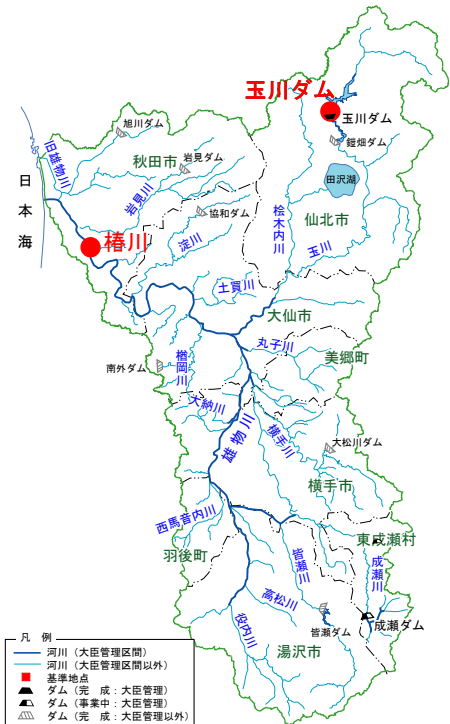 玉川ダム
玉川ダム
鎧畑ダム
旭川ダム
旧雄物川
秋田市
岩見ダム
日本海
岩見川
田沢湖
協和ダム
桧木内川
仙北市
椿川
淀川
玉川
土買川
大仙市
丸子川
美郷町
南外ダム
楢岡川
大納川
雄物川
横手川
大松川ダム
横手市
西馬音内川
東成瀬村
羽後町
皆瀬川
成瀬川
高松川
役内川
皆瀬ダム
成瀬ダム
湯沢市
凡 例
河川（大臣管理区間）
河川（大臣管理区間以外）
基準地点
ダム（完 成：大臣管理）
ダム（事業中：大臣管理）
ダム（完 成：大臣管理以外）